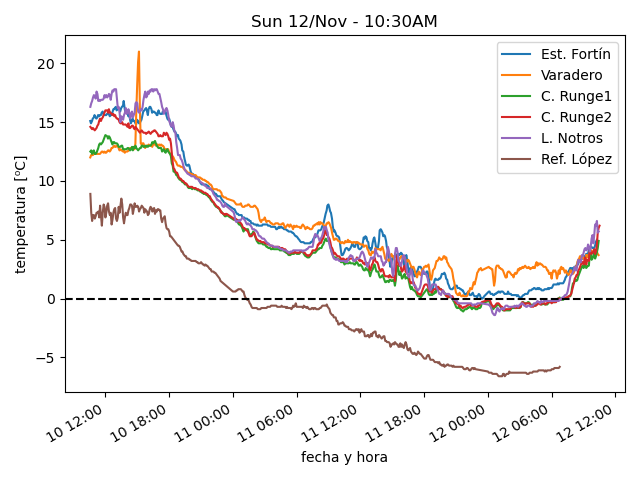 Sun 12/Nov - 10:30AM
Est. Fortín
Varadero
C. Runge1
C. Runge2
L. Notros
Ref. López
temperatura [ºC]
20
15
10
5
0
−5
10 12:00
10 18:00
11 00:00
11 06:00
11 12:00
11 18:00
12 00:00
12 06:00
12 12:00
fecha y hora